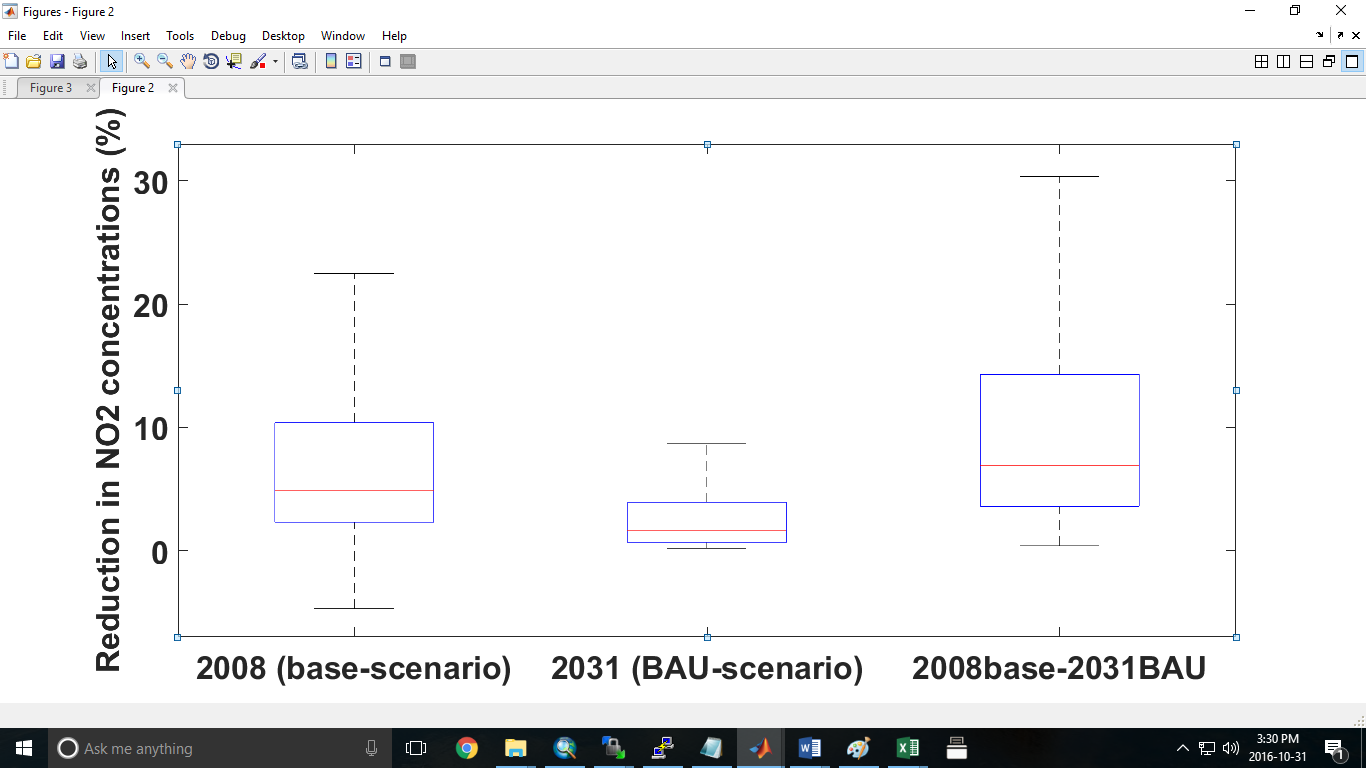 Figures - Figure 2
File Edit View Insert Tools Debug Desktop Window Help
Figure 3 Figure 2
Reduction in NO2 concentrations (%)
30
20
10
0
2008 (base-scenario) 2031 (BAU-scenario) 2008base-2031BAU
Ask me anything
3:30 PM
2016-10-31
1